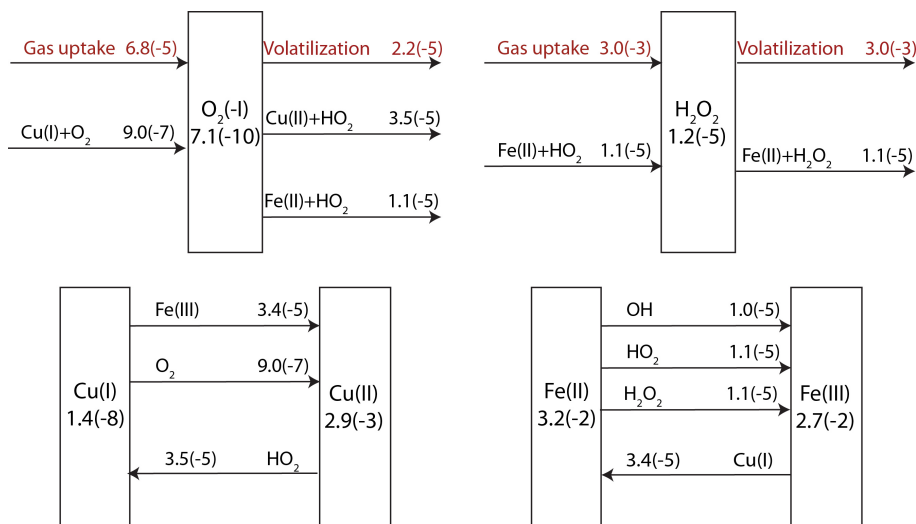 Gas uptake 6.8(-5)
Volatilization 2.2(-5)
O₂(-I)
7.1(-10)
Cu(I)+O₂ 9.0(-7)
Cu(II)+HO₂ 3.5(-5)
Fe(II)+HO₂ 1.1(-5)
Gas uptake 3.0(-3)
Volatilization 3.0(-3)
H₂O₂
1.2(-5)
Fe(II)+HO₂ 1.1(-5)
Fe(II)+H₂O₂ 1.1(-5)
Cu(I)
1.4(-8)
Fe(III) 3.4(-5)
O₂ 9.0(-7)
3.5(-5) HO₂
Cu(II)
2.9(-3)
Fe(II)
3.2(-2)
OH 1.0(-5)
HO₂ 1.1(-5)
H₂O₂ 1.1(-5)
3.4(-5) Cu(I)
Fe(III)
2.7(-2)